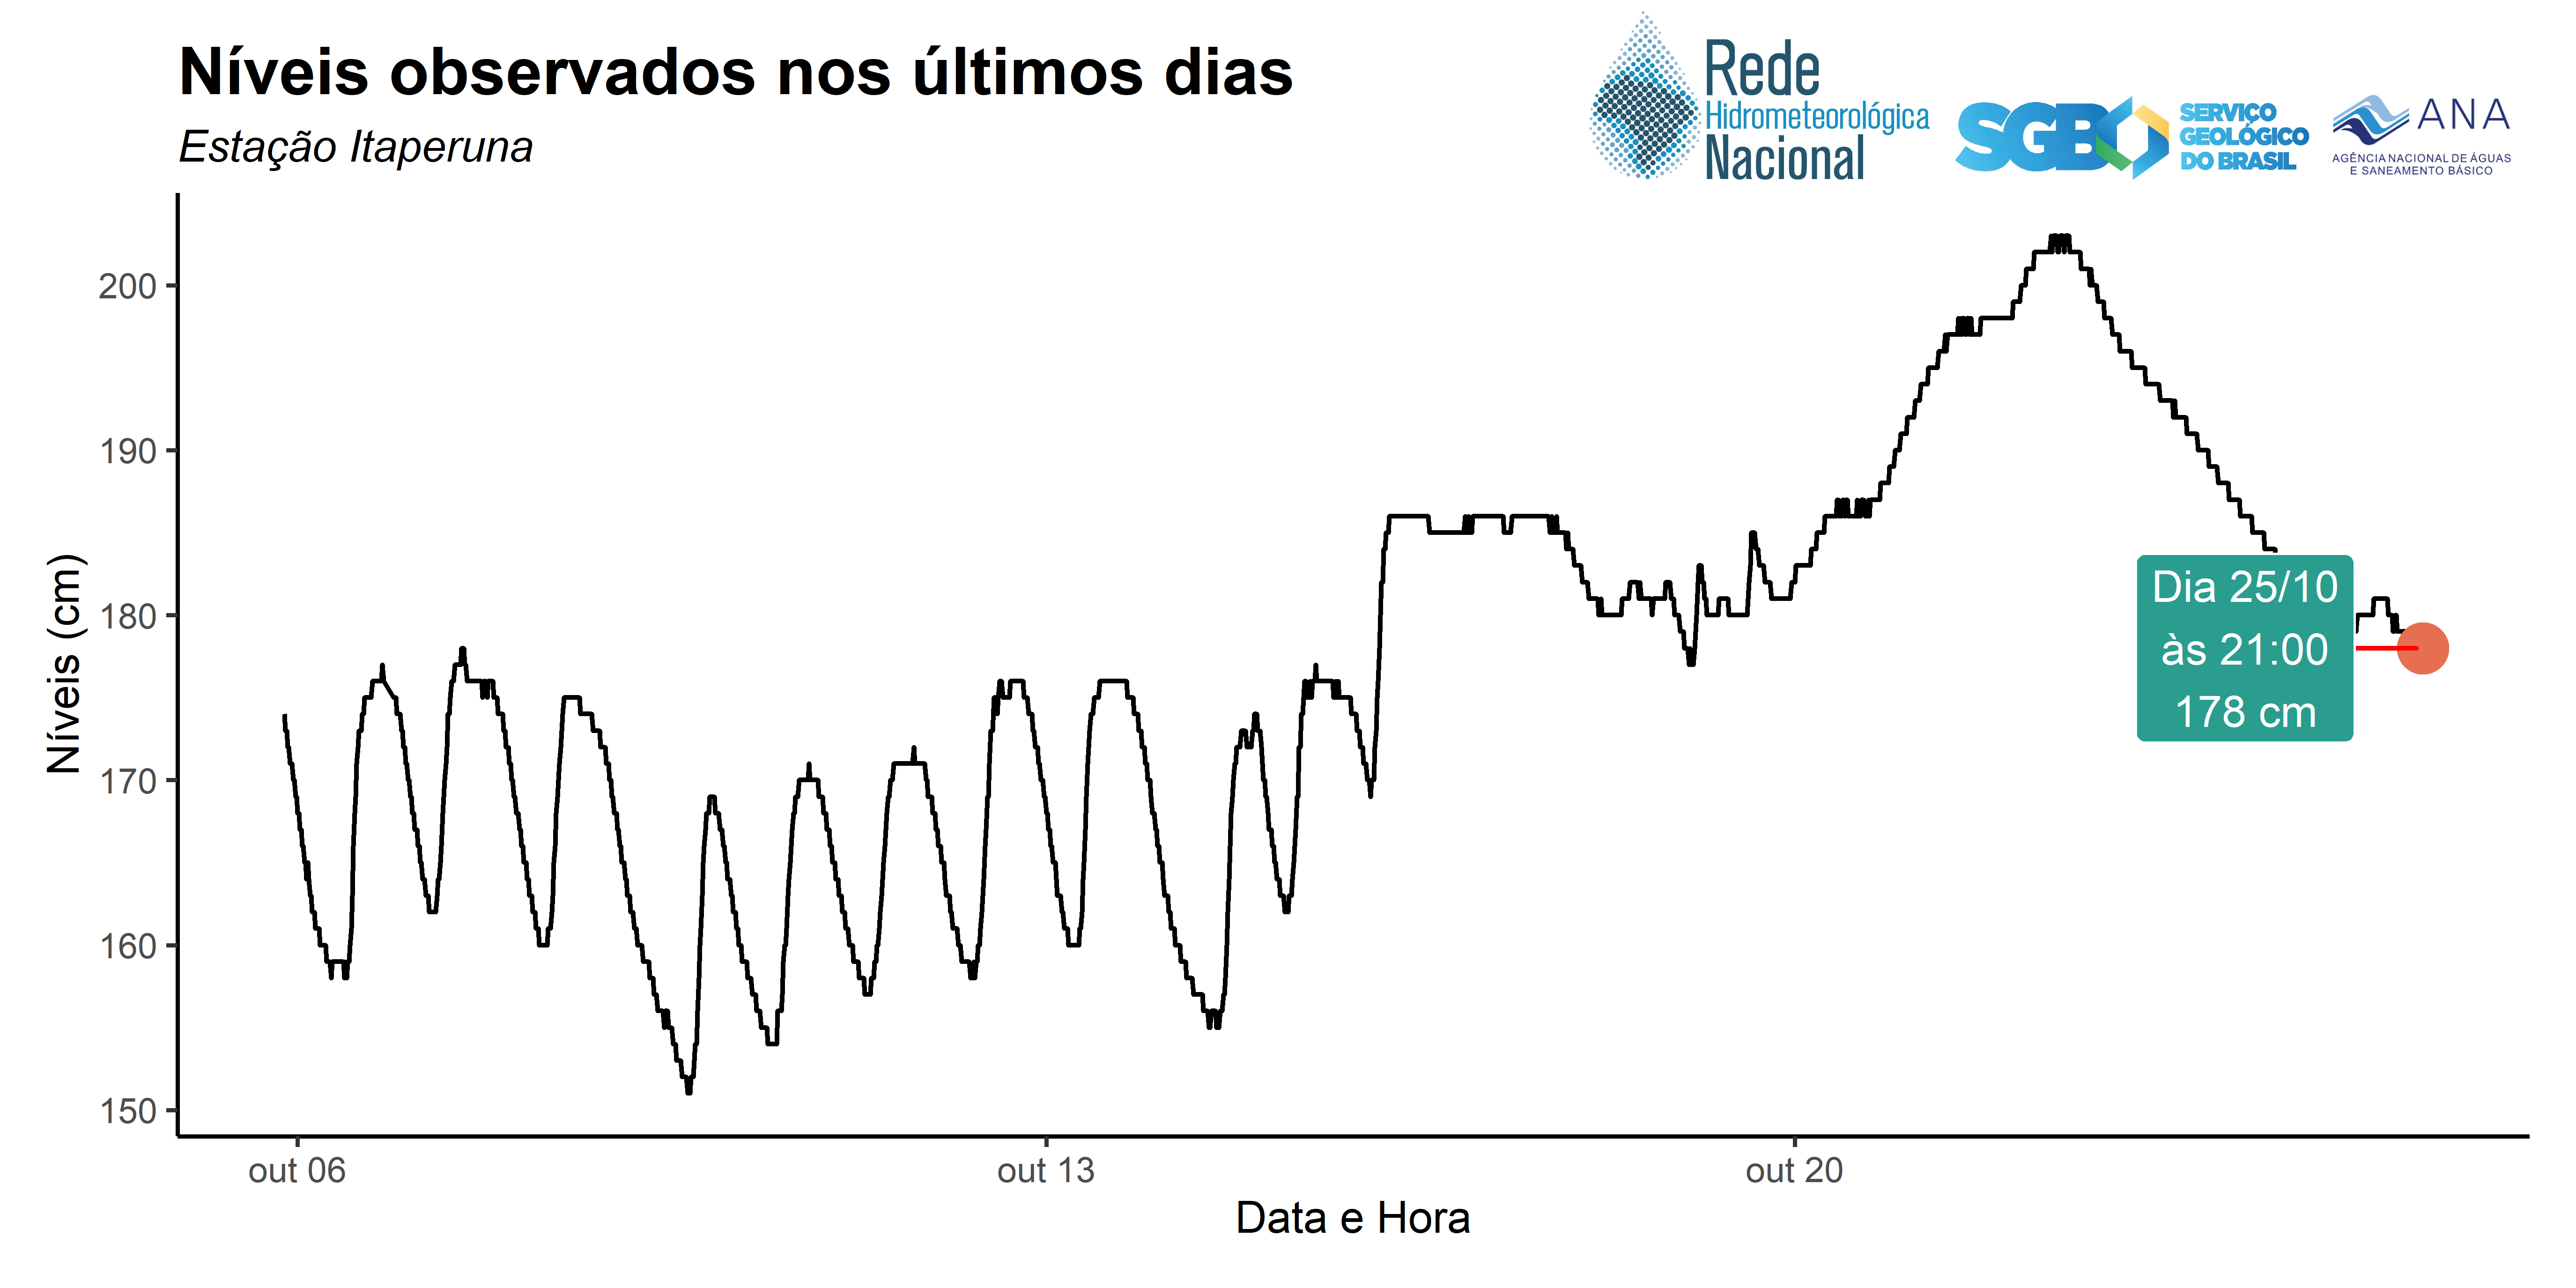 Níveis observados nos últimos dias
Estação Itaperuna
Rede
Hidrometeorológica
Nacional
SGB
SERVIÇO
GEOLÓGICO
DO BRASIL
ANA
AGÊNCIA NACIONAL DE ÁGUAS
E SANEAMENTO BÁSICO
Níveis (cm)
200
190
180
170
160
150
Dia 25/10
às 21:00
178 cm
out 06
out 13
out 20
Data e Hora